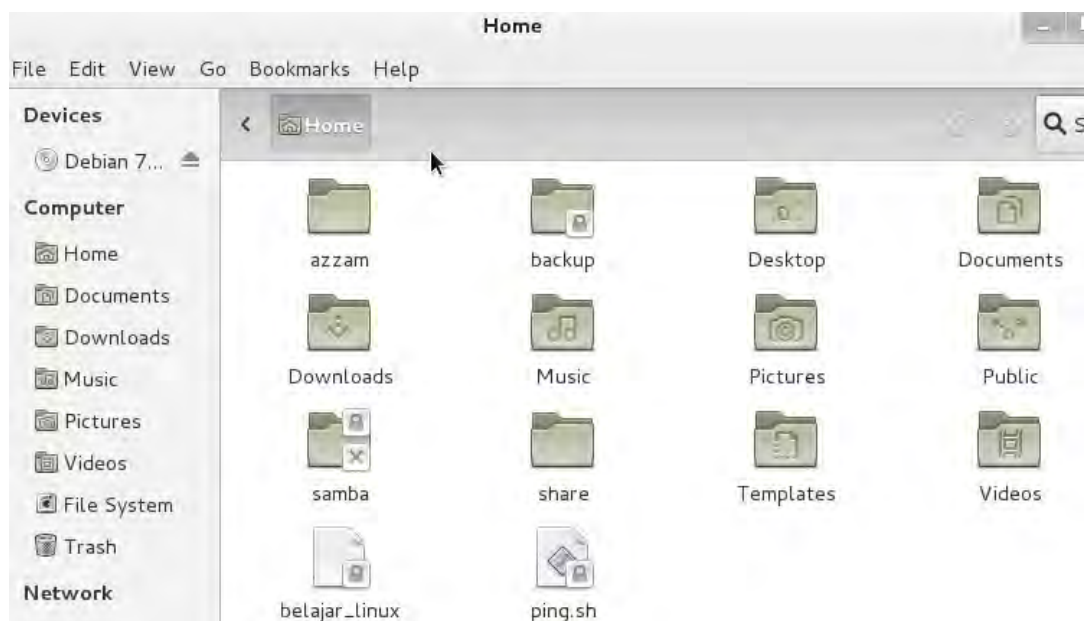 Home
File Edit View Go Bookmarks Help
Devices
Debian 7...
Computer
Home
Documents
Downloads
Music
Pictures
Videos
File System
Trash
Network
Home
S
azzam backup Desktop Documents
Downloads Music Pictures Public
samba share Templates Videos
belajar_linux ping.sh